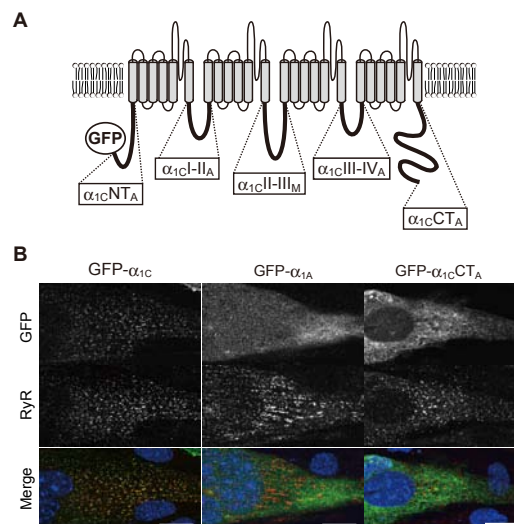 A
GFP
α1CNTA
α1CI-IIA
α1CII-IIIM
α1CIII-IVA
α1CCTA
B
GFP-α1C GFP-α1A GFP-α1CCTA
GFP
RyR
Merge